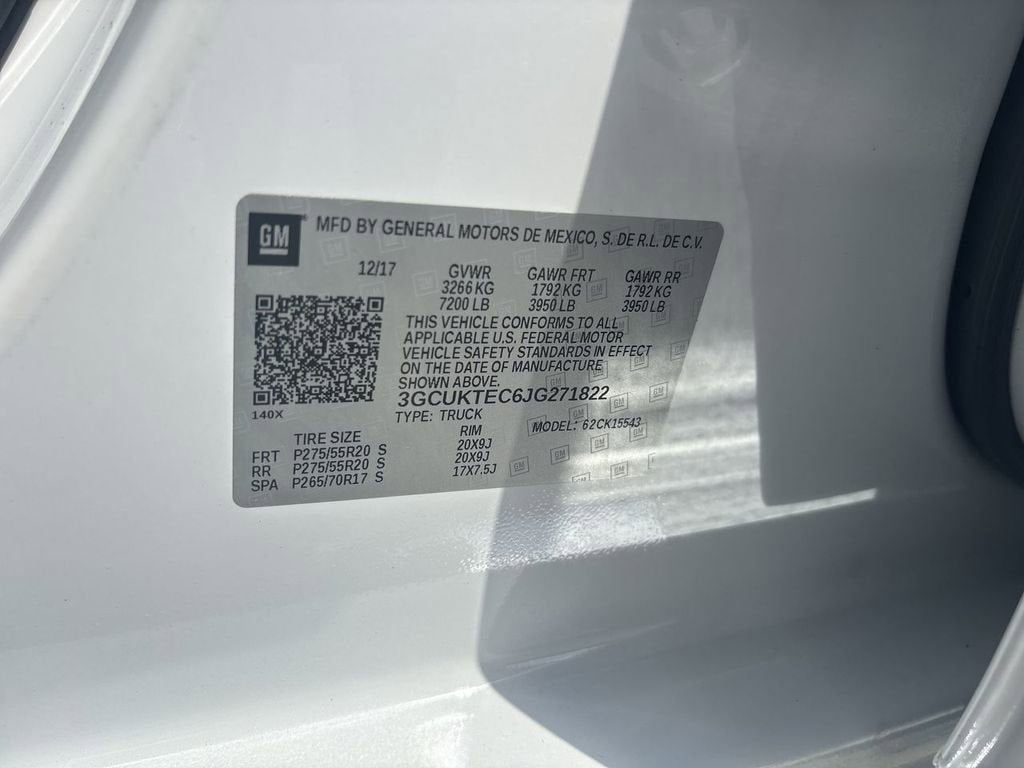 GM MFD BY GENERAL MOTORS DE MEXICO, S. DE R.L. DE C.V.
12/17 GVWR GAWR FRT GAWR RR
3266 KG 1792 KG 1792 KG
7200 LB 3950 LB 3950 LB
THIS VEHICLE CONFORMS TO ALL
APPLICABLE U.S. FEDERAL MOTOR
VEHICLE SAFETY STANDARDS IN EFFECT
ON THE DATE OF MANUFACTURE
SHOWN ABOVE.
3GCUKTEC6JG271822
140X
TYPE: TRUCK MODEL: 62CK15543
TIRE SIZE RIM
FRT P275/55R20 S 20X9J
RR P275/55R20 S 20X9J
SPA P265/70R17 S 17X7.5J